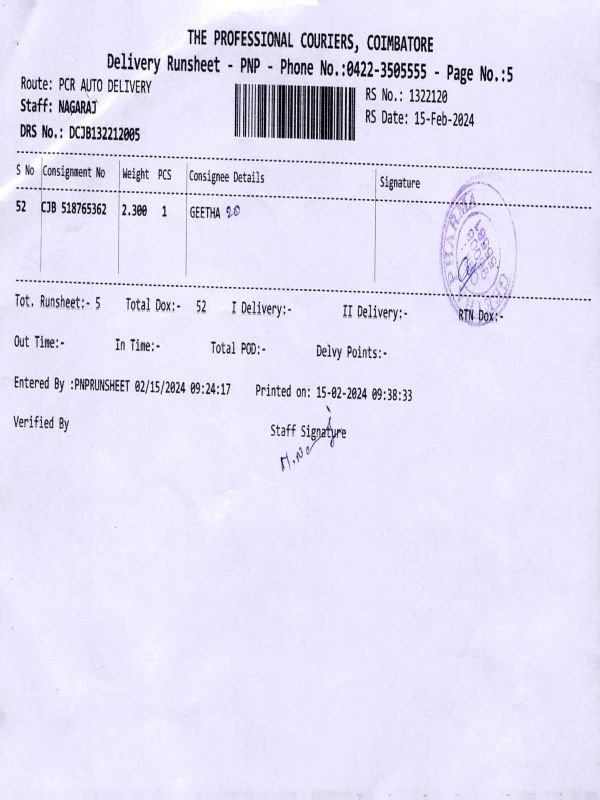 THE PROFESSIONAL COURIERS, COIMBATORE
Delivery Runsheet - PNP - Phone No.:0422-3505555 - Page No.:5
Route: PCR AUTO DELIVERY
RS No.: 1322120
Staff: NAGARAJ
RS Date: 15-Feb-2024
DRS No.: DCJB132212005
S No Consignment No Weight PCS Consignee Details Signature
52 CJB 518765362 2.300 1 GEETHA 20
PHARMA
Tot. Runsheet:- 5 Total Dox:- 52 I Delivery:- II Delivery:- RTN Dox:-
Out Time:- In Time:- Total POD:- Delvy Points:-
Entered By :PNPRUNSHEET 02/15/2024 09:24:17 Printed on: 15-02-2024 09:38:33
Verified By Staff Signature